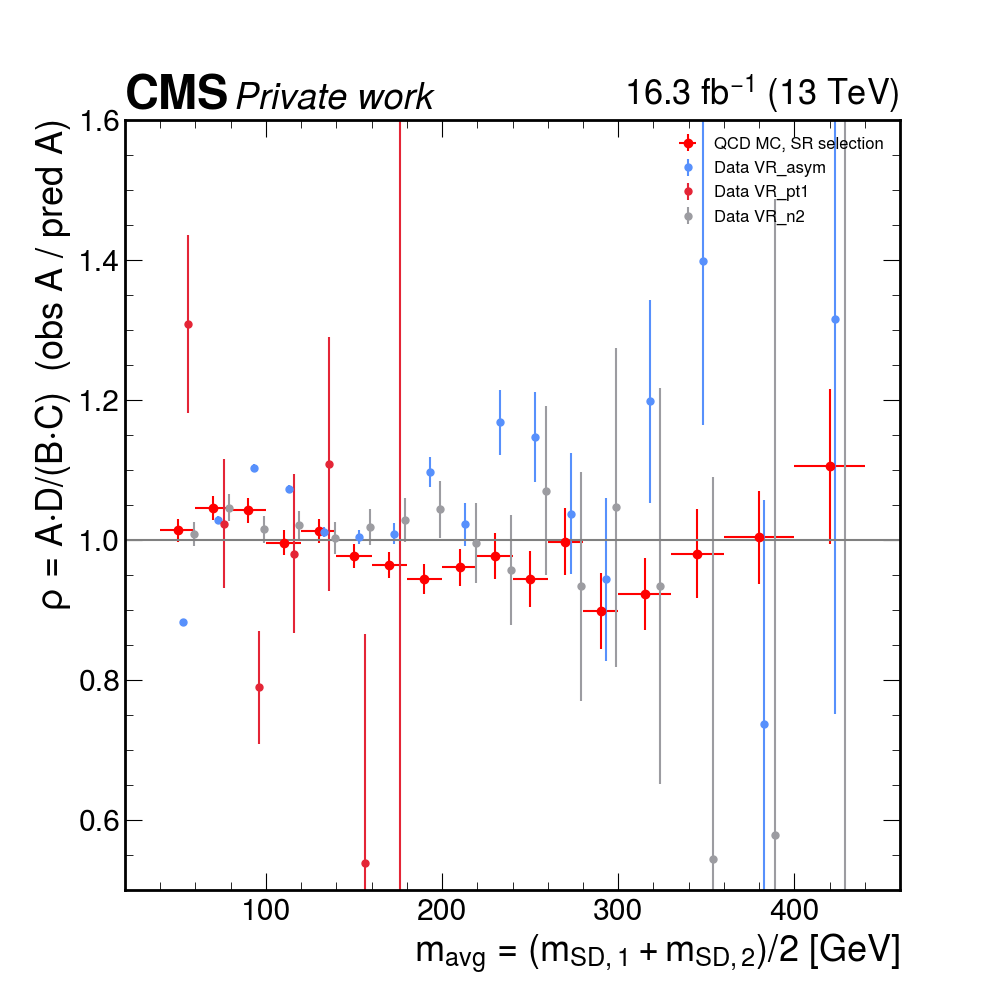 CMS Private work 16.3 fb⁻¹ (13 TeV)
QCD MC, SR selection
Data VR_asym
Data VR_pt1
Data VR_n2
ρ = A·D/(B·C) (obs A / pred A)
1.6
1.4
1.2
1.0
0.8
0.6
100 200 300 400
m_avg = (m_SD, 1 + m_SD, 2)/2 [GeV]